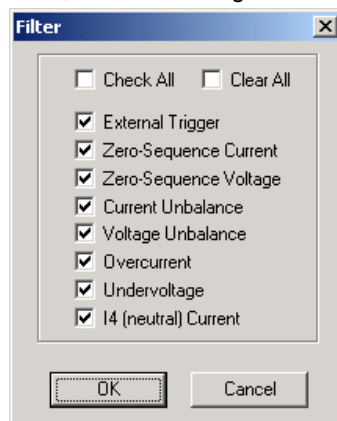 Filter
Check All Clear All
External Trigger
Zero-Sequence Current
Zero-Sequence Voltage
Current Unbalance
Voltage Unbalance
Overcurrent
Undervoltage
I4 (neutral) Current
OK Cancel